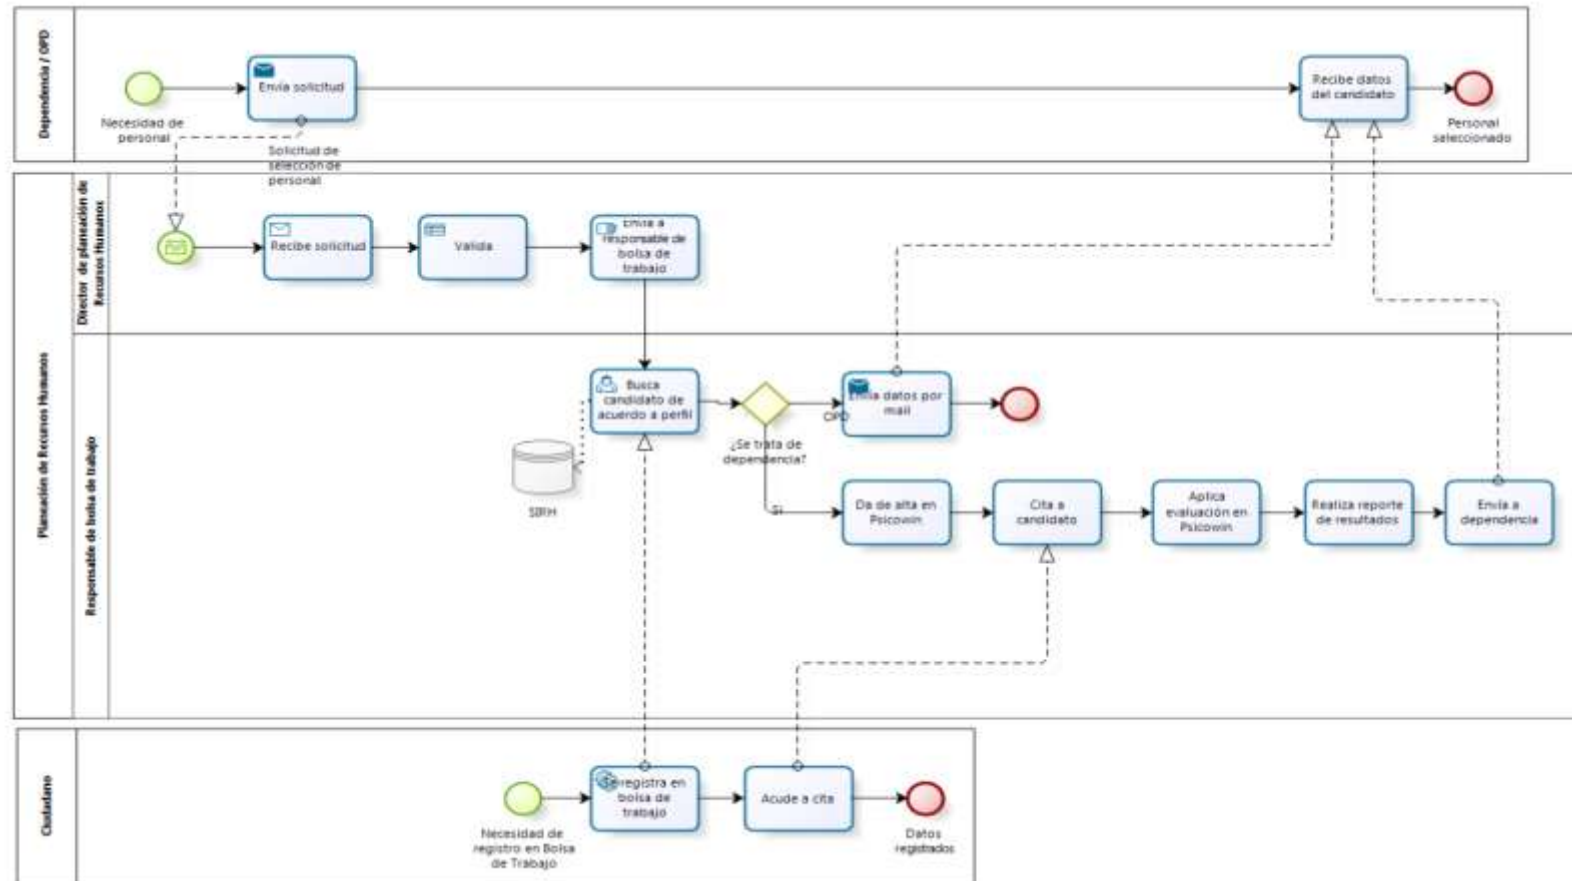 Dependencia / OPD
Envía solicitud
Necesidad de
personal
Solicitud de
selección de
personal
Recibe datos
del candidato
Personal
seleccionado
Planeación de Recursos Humanos
Director de planeación de
Recursos Humanos
Recibe solicitud
Valida
Envía a
responsable de
bolsa de
trabajo
Responsable de bolsa de trabajo
Busca
candidato de
acuerdo a perfil
SIRH
¿Se trata de
dependencia?
OPD
Envía datos por
mail
Si
Da de alta en
Psicowin
Cita a
candidato
Aplica
evaluación en
Psicowin
Realiza reporte
de resultados
Envía a
dependencia
Ciudadano
Necesidad de
registro en Bolsa
de Trabajo
Se registra en
bolsa de
trabajo
Acude a cita
Datos
registrados